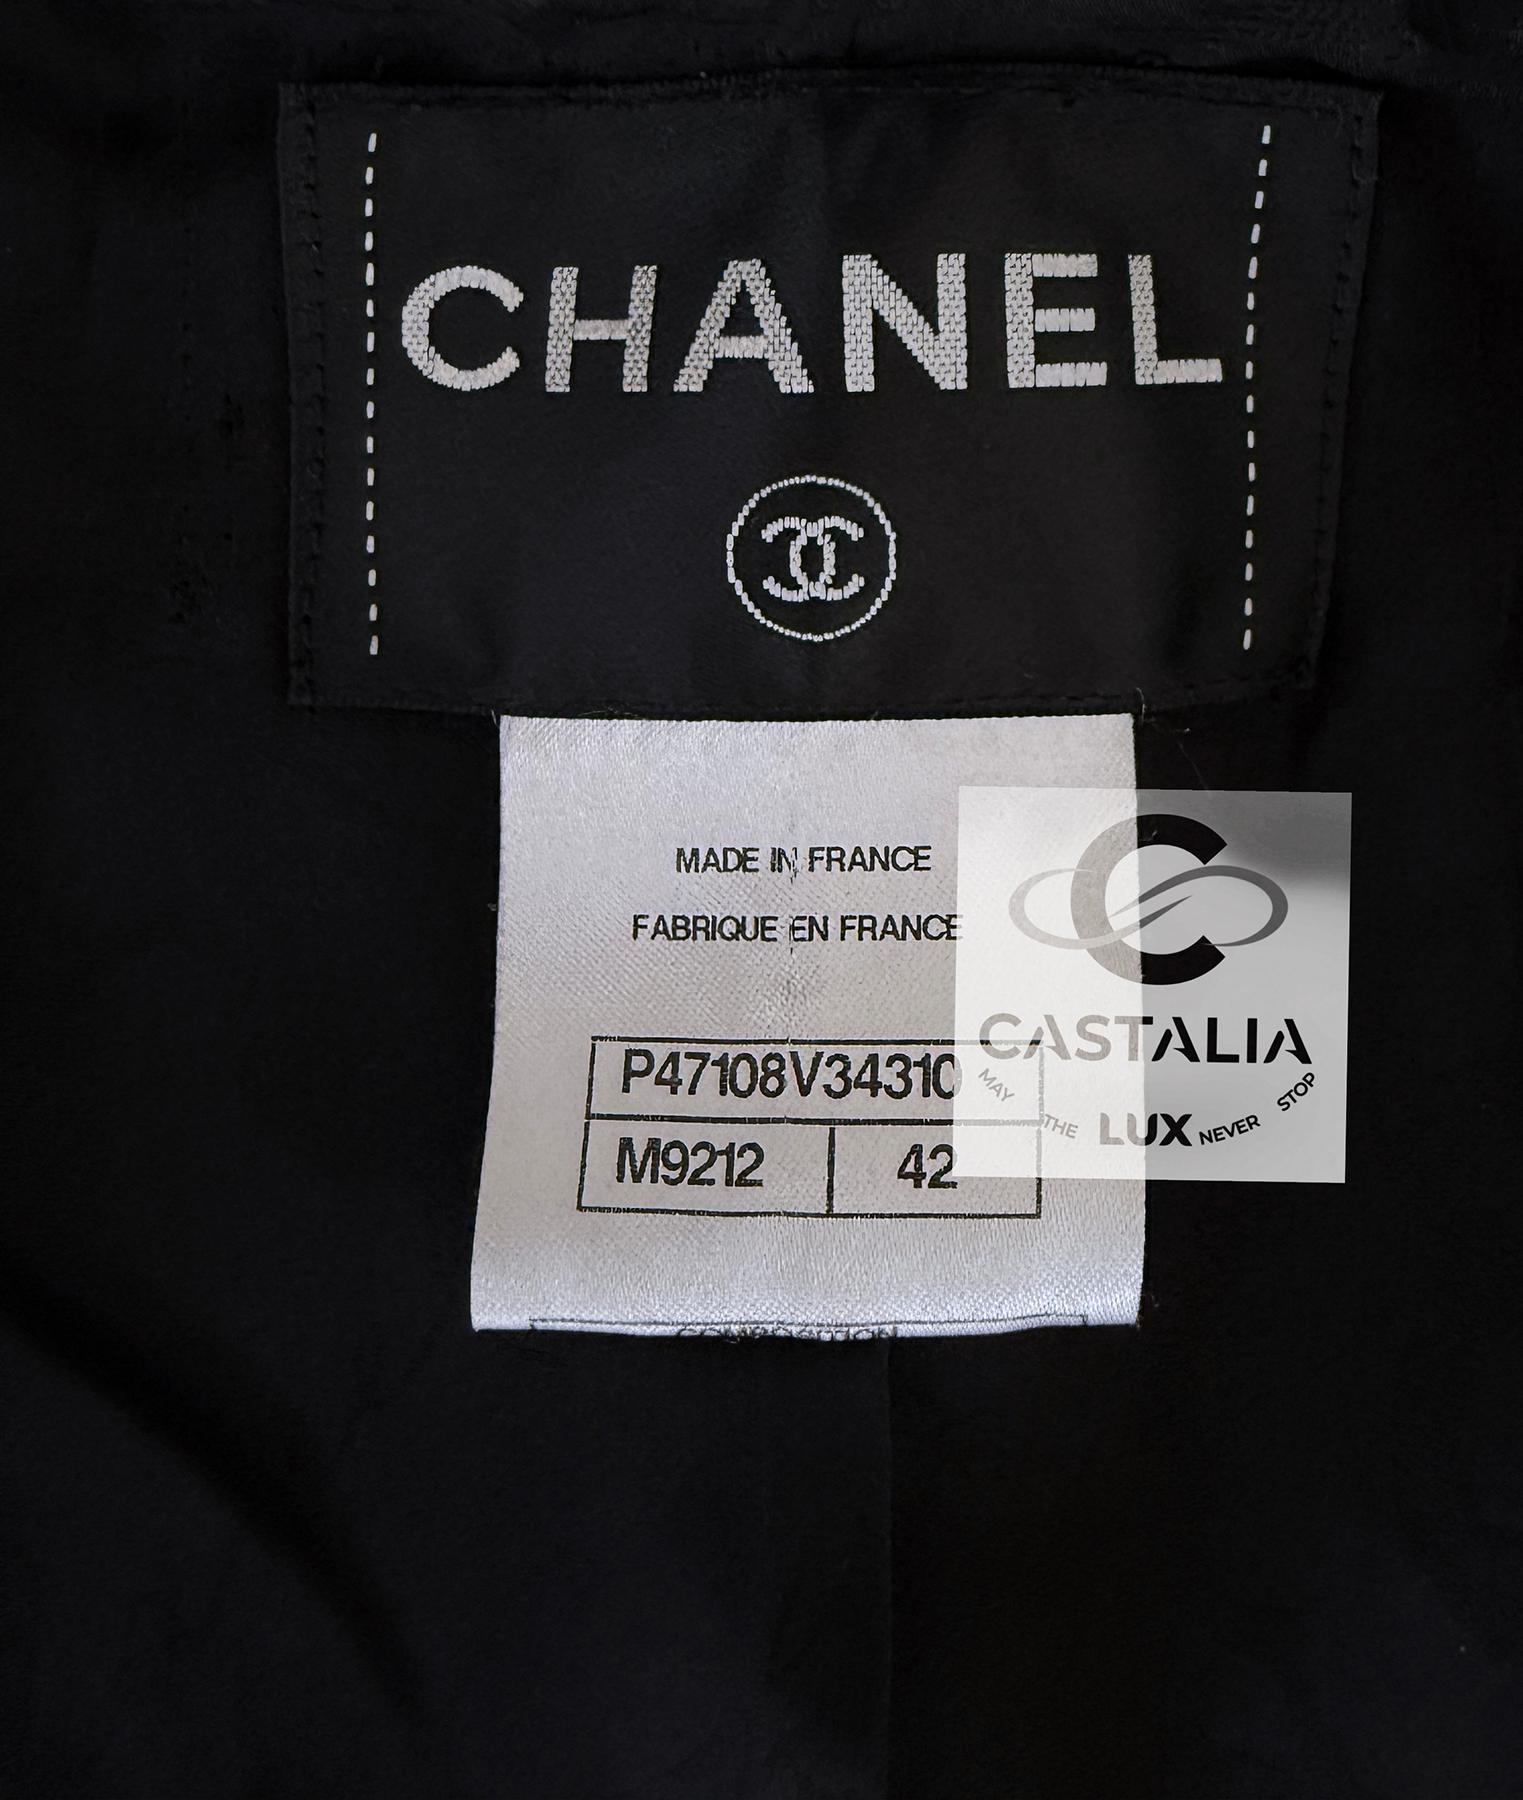 CHANEL
MADE IN FRANCE
FABRIQUE EN FRANCE
P47108V34310
M9212 42
CASTALIA
MAY THE LUX NEVER STOP